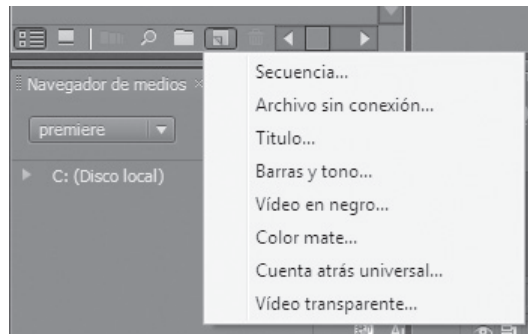 Navegador de medios
premiere
C: (Disco local)
Secuencia...
Archivo sin conexión...
Titulo...
Barras y tono...
Vídeo en negro...
Color mate...
Cuenta atrás universal...
Vídeo transparente...